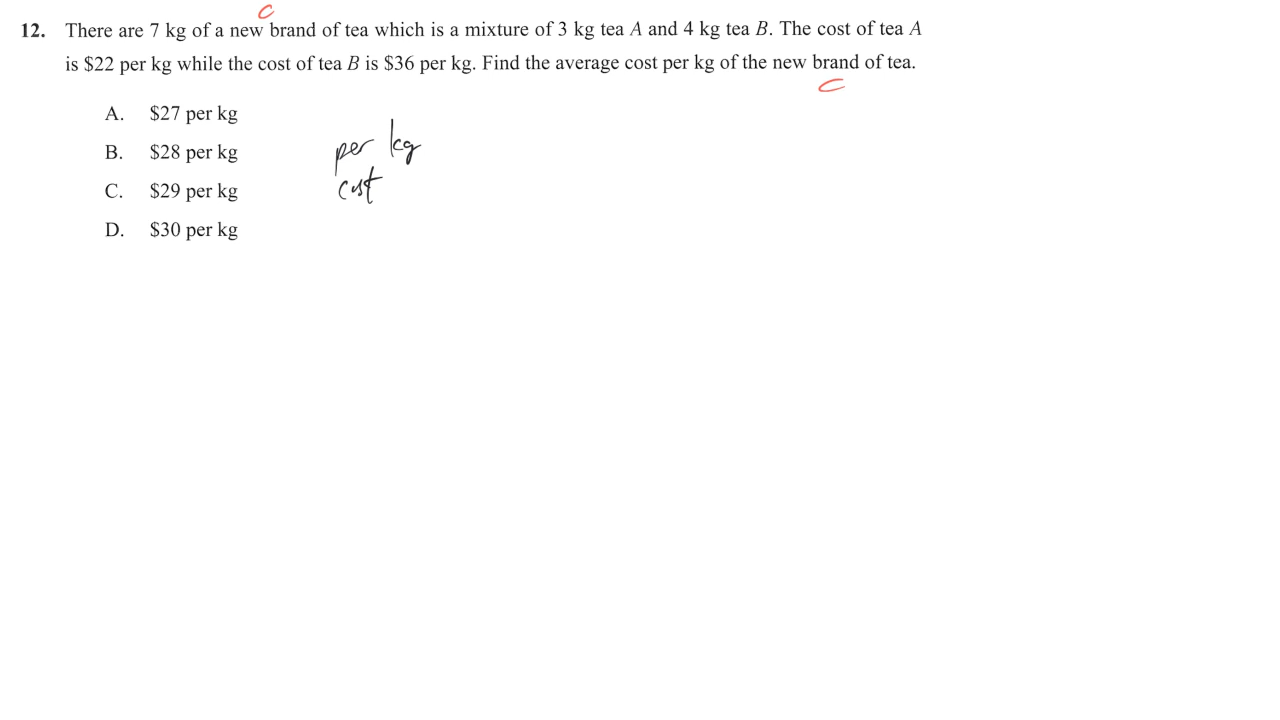 C
12. There are 7 kg of a new brand of tea which is a mixture of 3 kg tea A and 4 kg tea B. The cost of tea A
is $22 per kg while the cost of tea B is $36 per kg. Find the average cost per kg of the new brand of tea.
C
A. $27 per kg
B. $28 per kg
C. $29 per kg
D. $30 per kg
per kg
cost